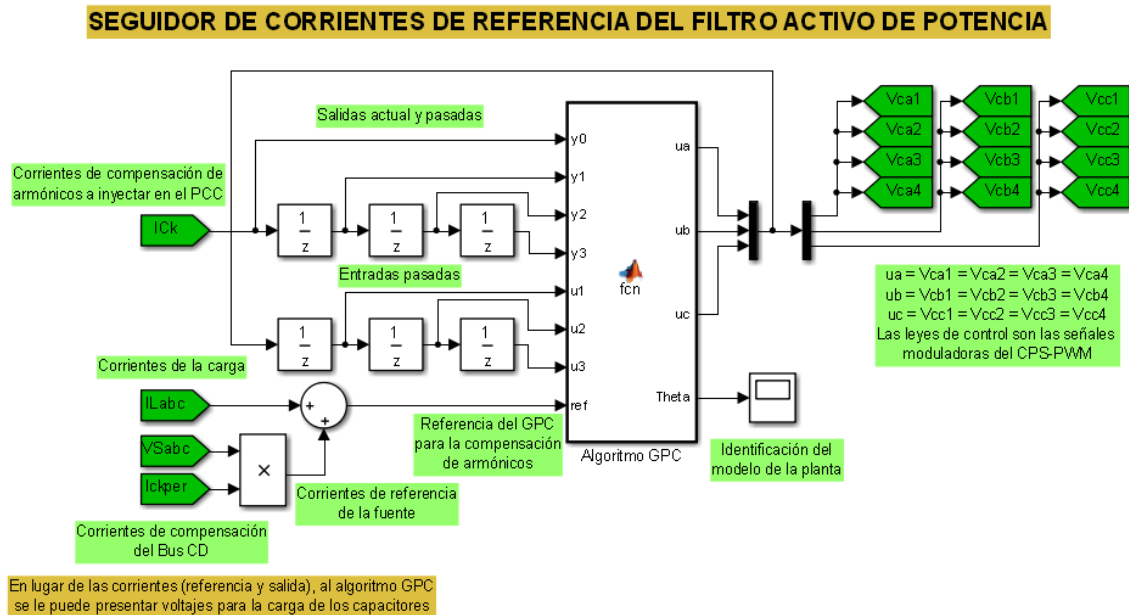 SEGUIDOR DE CORRIENTES DE REFERENCIA DEL FILTRO ACTIVO DE POTENCIA
Salidas actual y pasadas
Corrientes de compensación de
armónicos a inyectar en el PCC
ICk
1
z
1
z
1
z
Entradas pasadas
1
z
1
z
1
z
Corrientes de la carga
ILabc
VSabc
Ickper
+
+
×
Corrientes de compensación
del Bus CD
Corrientes de referencia
de la fuente
Referencia del GPC
para la compensación
de armónicos
y0
y1
y2
y3
u1
u2
u3
ref
fcn
ua
ub
uc
Theta
Algoritmo GPC
Identificación del
modelo de la planta
Vca1
Vcb1
Vcc1
Vca2
Vcb2
Vcc2
Vca3
Vcb3
Vcc3
Vca4
Vcb4
Vcc4
ua = Vca1 = Vca2 = Vca3 = Vca4
ub = Vcb1 = Vcb2 = Vcb3 = Vcb4
uc = Vcc1 = Vcc2 = Vcc3 = Vcc4
Las leyes de control son las señales
moduladoras del CPS-PWM
En lugar de las corrientes (referencia y salida), al algoritmo GPC
se le puede presentar voltajes para la carga de los capacitores